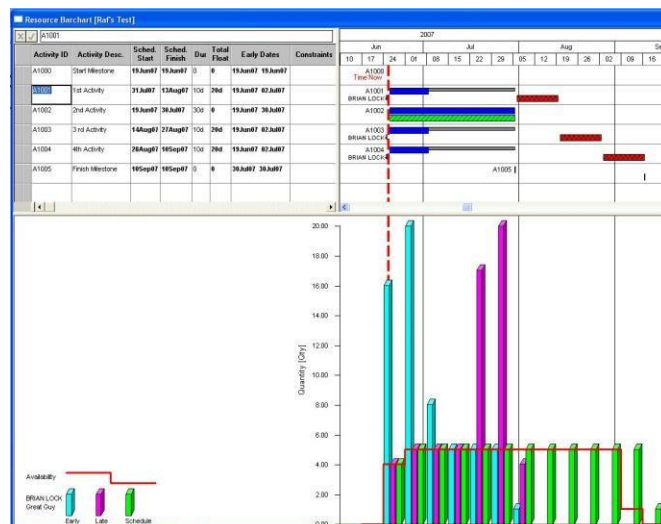 Resource Barchart [Raf's Test]
A1001
Activity ID Activity Desc. Sched. Start Sched. Finish Dur Total Float Early Dates Constraints
A1000 Start Milestone 19Jun07 19Jun07 0 0 19Jun07 19Jun07
A1001 1st Activity 31Jul07 13Aug07 10d 20d 19Jun07 02Jul07
A1002 2nd Activity 19Jun07 30Jul07 30d 0 19Jun07 30Jul07
A1003 3 rd Activity 14Aug07 27Aug07 10d 20d 19Jun07 02Jul07
A1004 4th Activity 28Aug07 10Sep07 10d 20d 19Jun07 02Jul07
A1005 Finish Milestone 10Sep07 10Sep07 0 0 30Jul07 30Jul07
2007
Jun Jul Aug Se
10 17 24 01 08 15 22 29 05 12 19 26 02 09 16
A1000
Time Now
A1001
BRIAN LOCK
A1002
A1003
BRIAN LOCK
A1004
BRIAN LOCK
A1005
20.00
18.00
16.00
14.00
12.00
10.00
8.00
6.00
4.00
2.00
0.00
Quantity [Qty]
Availability
BRIAN LOCK
Great Guy
Early Late Schedule